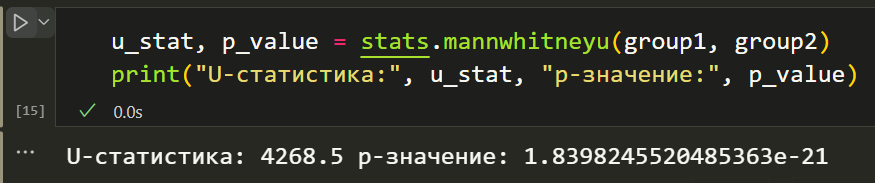 u_stat, p_value = stats.mannwhitneyu(group1, group2)
print("U-статистика:", u_stat, "p-значение:", p_value)
[15]
0.0s
U-статистика: 4268.5 p-значение: 1.8398245520485363e-21